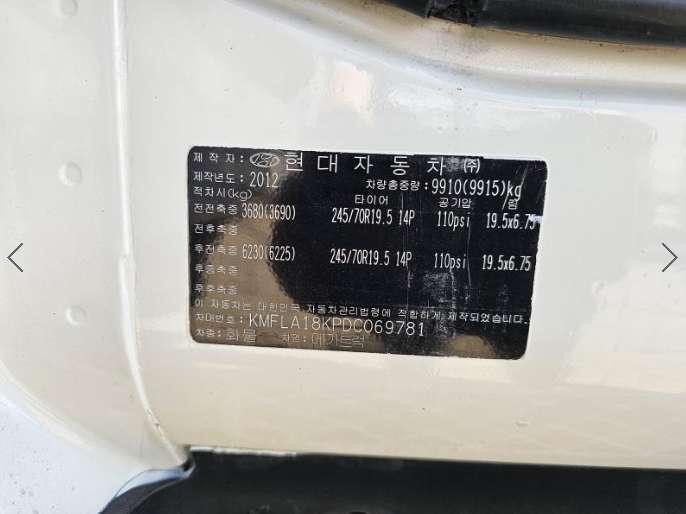 제작자: 현대자동차 ㈜
제작년도: 2012 차량총중량: 9910(9915)kg
적차시(kg) 타이어 공기압 림
전전축중 3680(3690) 245/70R19.5 14P 110psi 19.5x6.75
전후축중
후전축중 6230(6225) 245/70R19.5 14P 110psi 19.5x6.75
후중축중
후후축중
이 자동차는 대한민국 자동차관리법령에 적합하게 제작되었습니다.
차대번호: KMFLA18KPDC069781
차종: 화물 차명: 메가트럭